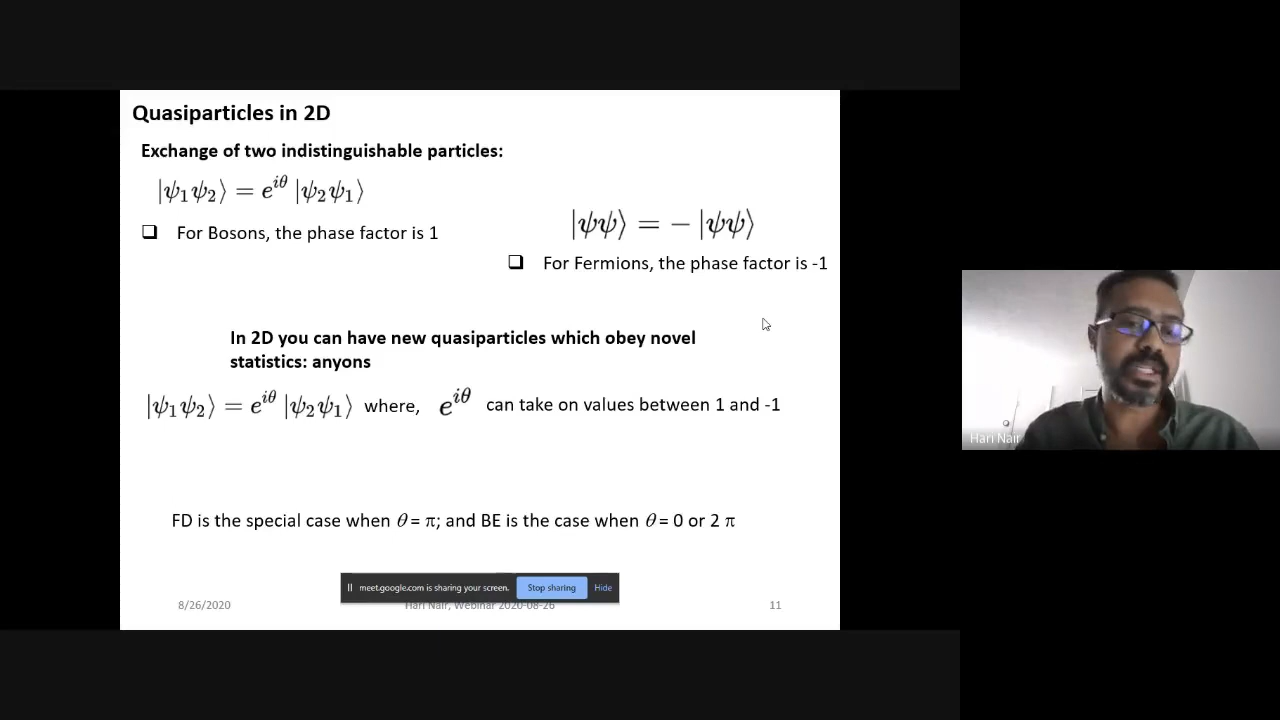 Quasiparticles in 2D
Exchange of two indistinguishable particles:
|ψ₁ψ₂⟩ = e^{iθ} |ψ₂ψ₁⟩
❑ For Bosons, the phase factor is 1
|ψψ⟩ = − |ψψ⟩
❑ For Fermions, the phase factor is -1
In 2D you can have new quasiparticles which obey novel
statistics: anyons
|ψ₁ψ₂⟩ = e^{iθ} |ψ₂ψ₁⟩ where, e^{iθ} can take on values between 1 and -1
FD is the special case when θ = π; and BE is the case when θ = 0 or 2 π
meet.google.com is sharing your screen. Stop sharing Hide
8/26/2020 Hari Nair, Webinar 2020-08-26 11
Hari Nair